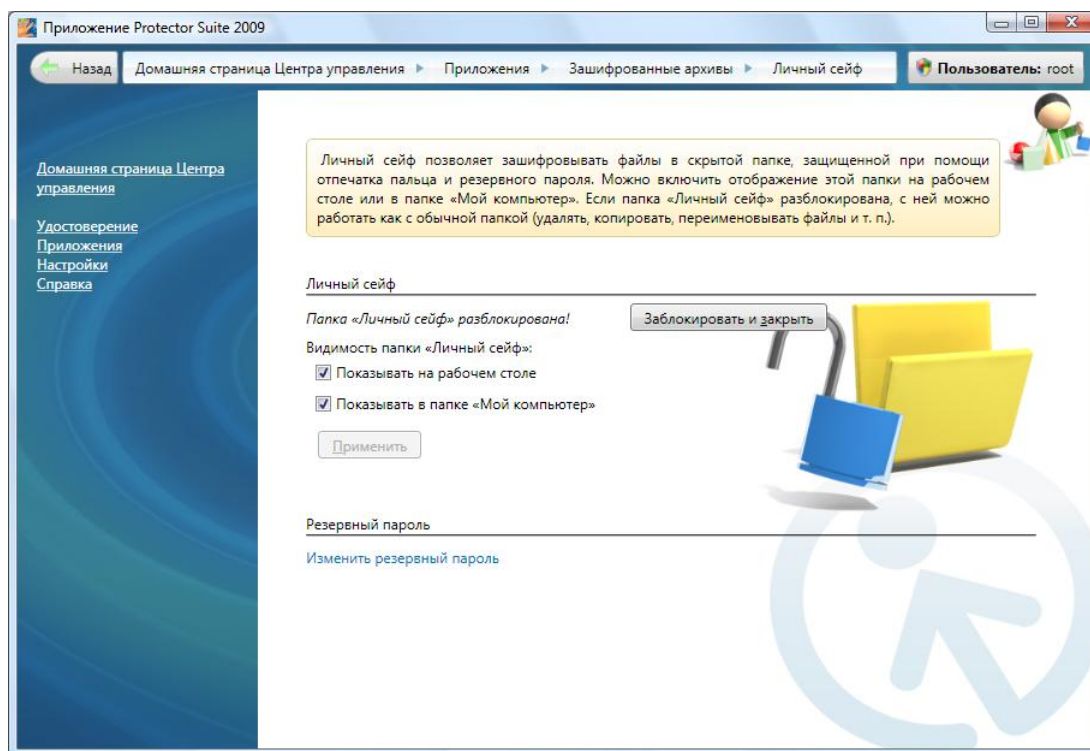 Приложение Protector Suite 2009
Назад
Домашняя страница Центра управления
Приложения
Зашифрованные архивы
Личный сейф
Пользователь: root
Домашняя страница Центра
управления
Удостоверение
Приложения
Настройки
Справка
Личный сейф позволяет зашифровывать файлы в скрытой папке, защищенной при помощи
отпечатка пальца и резервного пароля. Можно включить отображение этой папки на рабочем
столе или в папке «Мой компьютер». Если папка «Личный сейф» разблокирована, с ней можно
работать как с обычной папкой (удалять, копировать, переименовывать файлы и т. п.).
Личный сейф
Папка «Личный сейф» разблокирована!
Заблокировать и закрыть
Видимость папки «Личный сейф»:
Показывать на рабочем столе
Показывать в папке «Мой компьютер»
Применить
Резервный пароль
Изменить резервный пароль